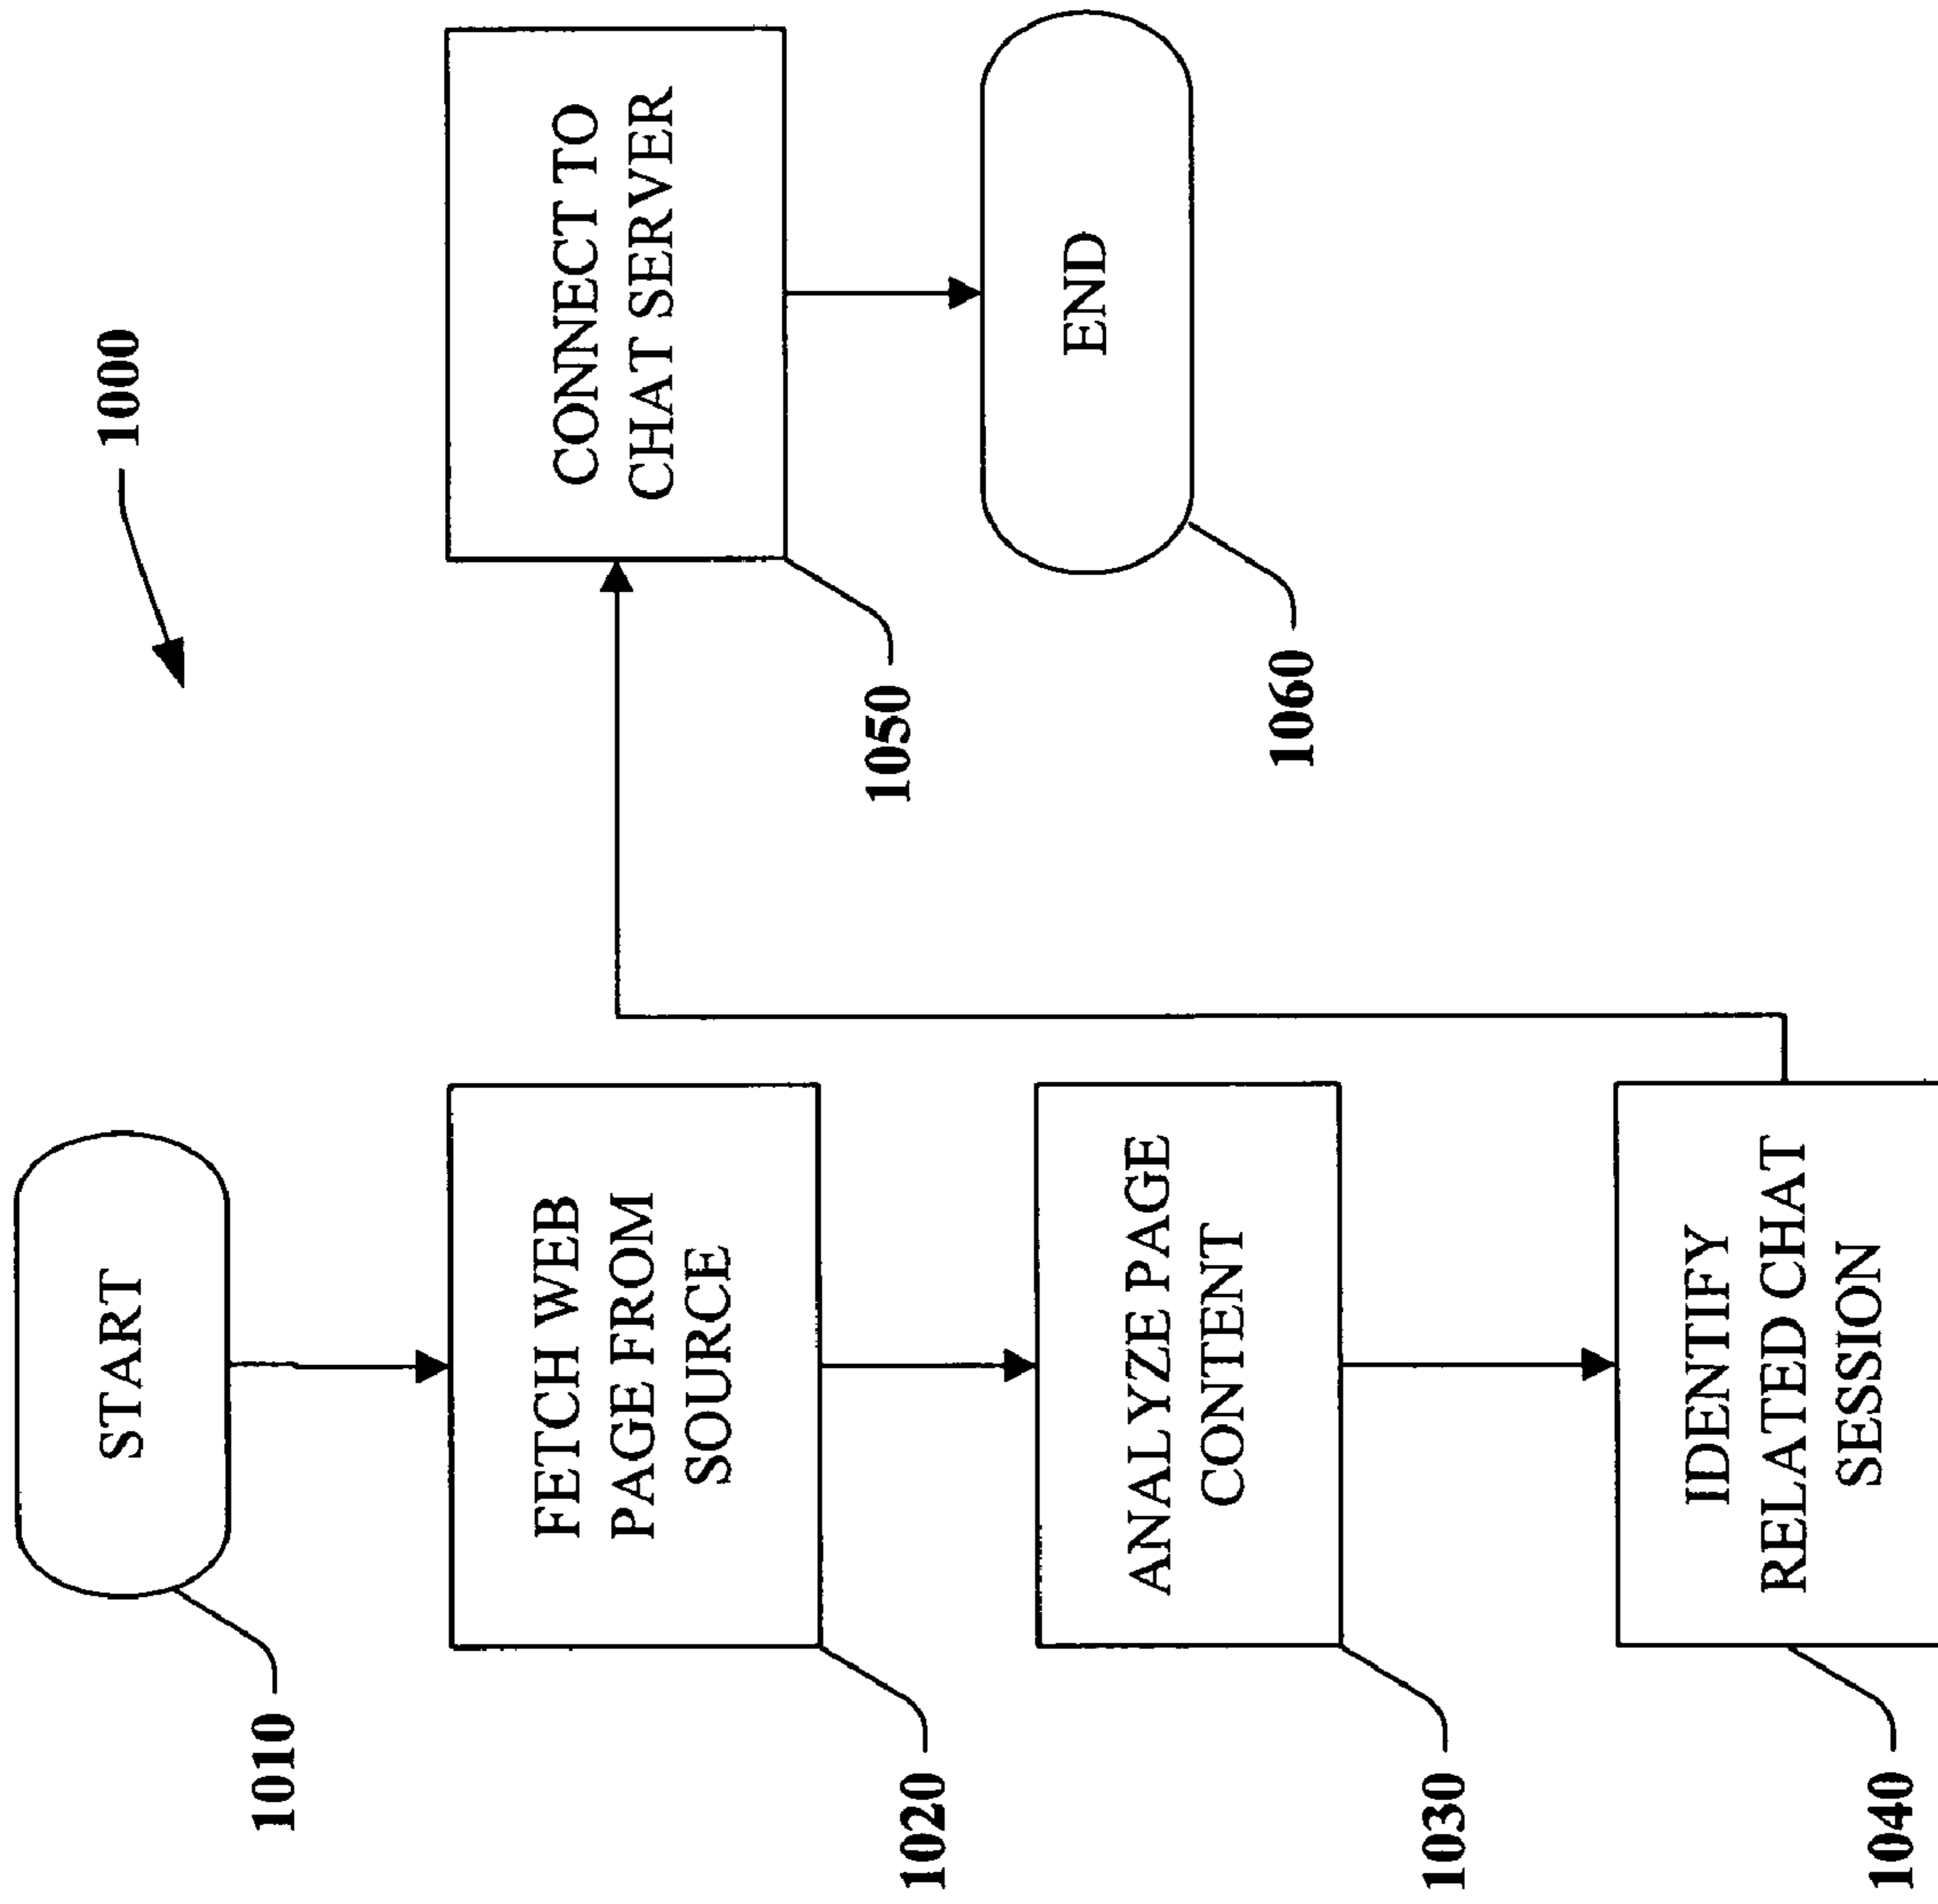 1000
START
1010
FETCH WEB
PAGE FROM
SOURCE
1020
ANALYZE PAGE
CONTENT
1030
IDENTIFY
RELATED CHAT
SESSION
1040
CONNECT TO
CHAT SERVER
1050
END
1060